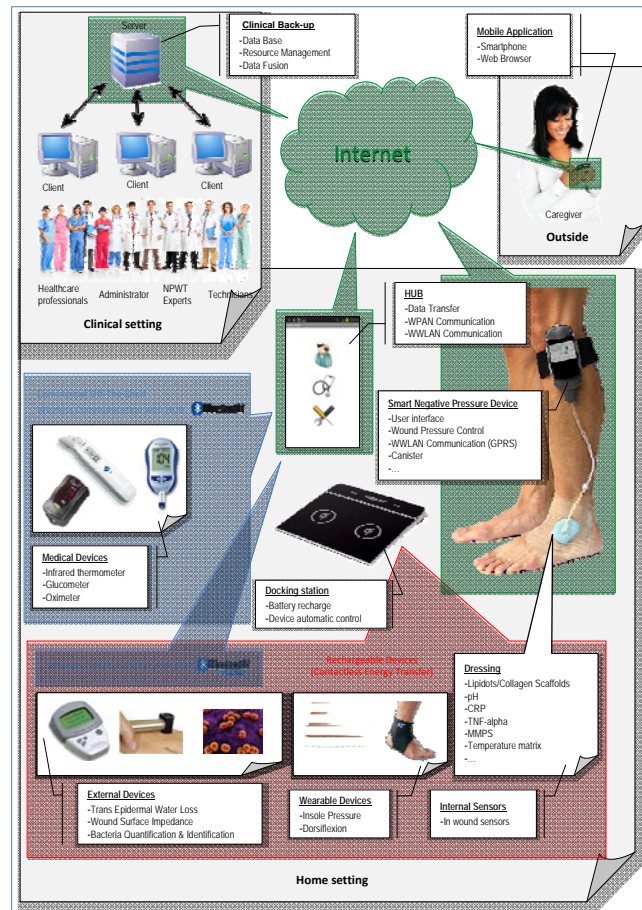 Server
Clinical Back-up
-Data Base
-Resource Management
-Data Fusion
Mobile Application
-Smartphone
-Web Browser
Internet
Client
Client
Client
Caregiver
Outside
Healthcare professionals
Administrator
NPWT Experts
Technicians
Clinical setting
HUB
-Data Transfer
-WPAN Communication
-WWLAN Communication
Smart Negative Pressure Device
-User interface
-Wound Pressure Control
-WWLAN Communication (GPRS)
-Canister
-...
Bluetooth
Medical Devices
-Infrared thermometer
-Glucometer
-Oximeter
Docking station
-Battery recharge
-Device automatic control
Bluetooth
Rechargeable Devices
(Contactless Energy Transfer)
Dressing
-Lipidots/Collagen Scaffolds
-pH
-CRP
-TNF-alpha
-MMPS
-Temperature matrix
-...
External Devices
-Trans Epidermal Water Loss
-Wound Surface Impedance
-Bacteria Quantification & Identification
Wearable Devices
-Insole Pressure
-Dorsiflexion
Internal Sensors
-In wound sensors
Home setting